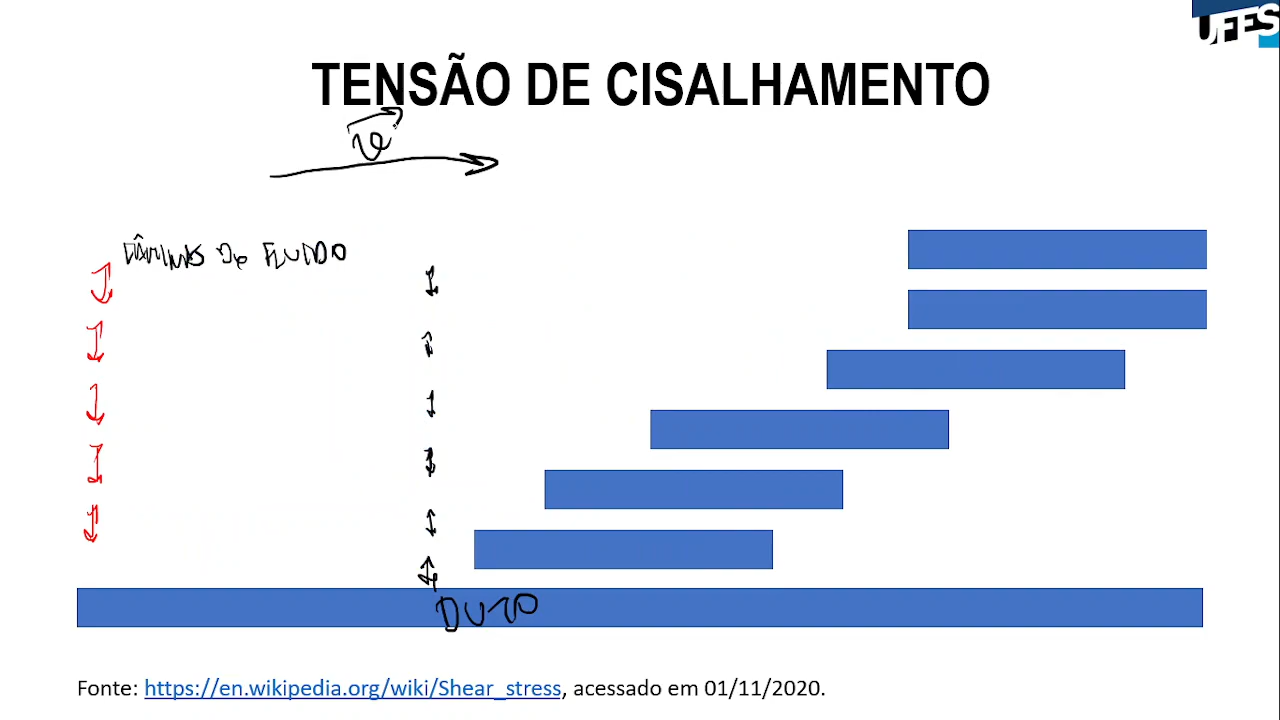 UFES
TENSÃO DE CISALHAMENTO
v
LÂMINAS DE FLUIDO
DUTO
Fonte: https://en.wikipedia.org/wiki/Shear_stress, acessado em 01/11/2020.